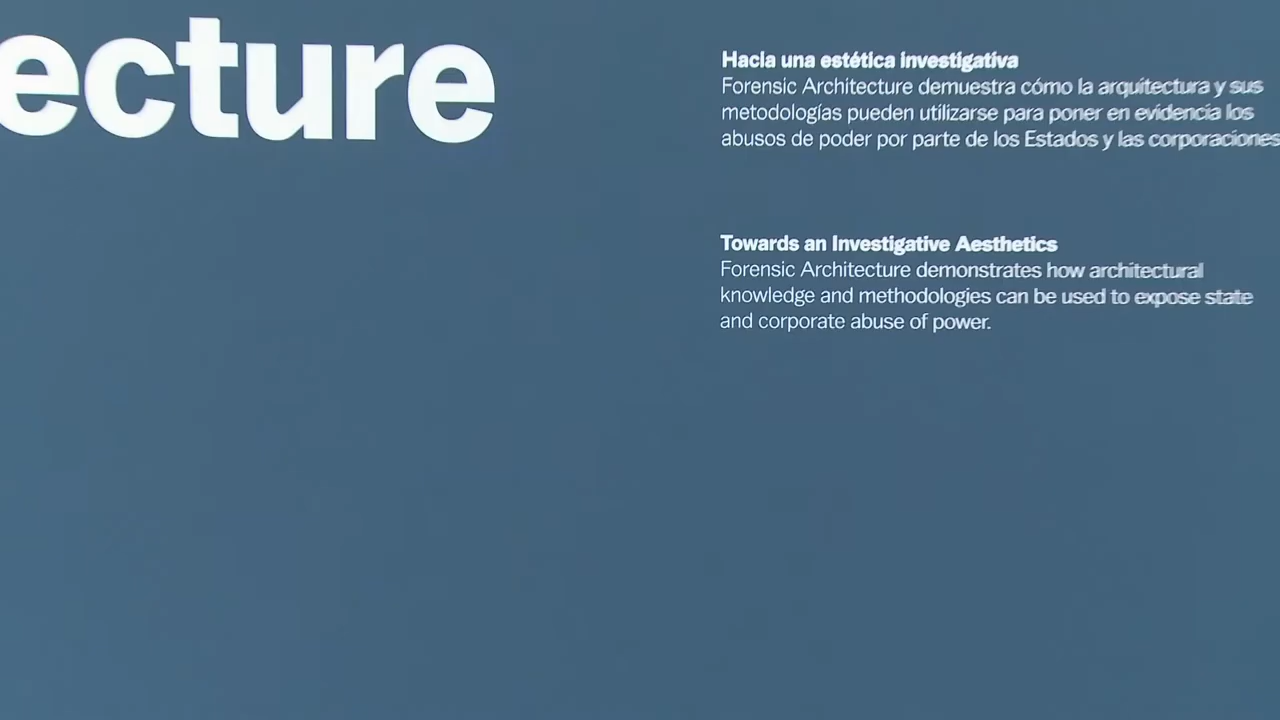 ecture
Hacia una estética investigativa
Forensic Architecture demuestra cómo la arquitectura y sus
metodologías pueden utilizarse para poner en evidencia los
abusos de poder por parte de los Estados y las corporaciones
Towards an Investigative Aesthetics
Forensic Architecture demonstrates how architectural
knowledge and methodologies can be used to expose state
and corporate abuse of power.